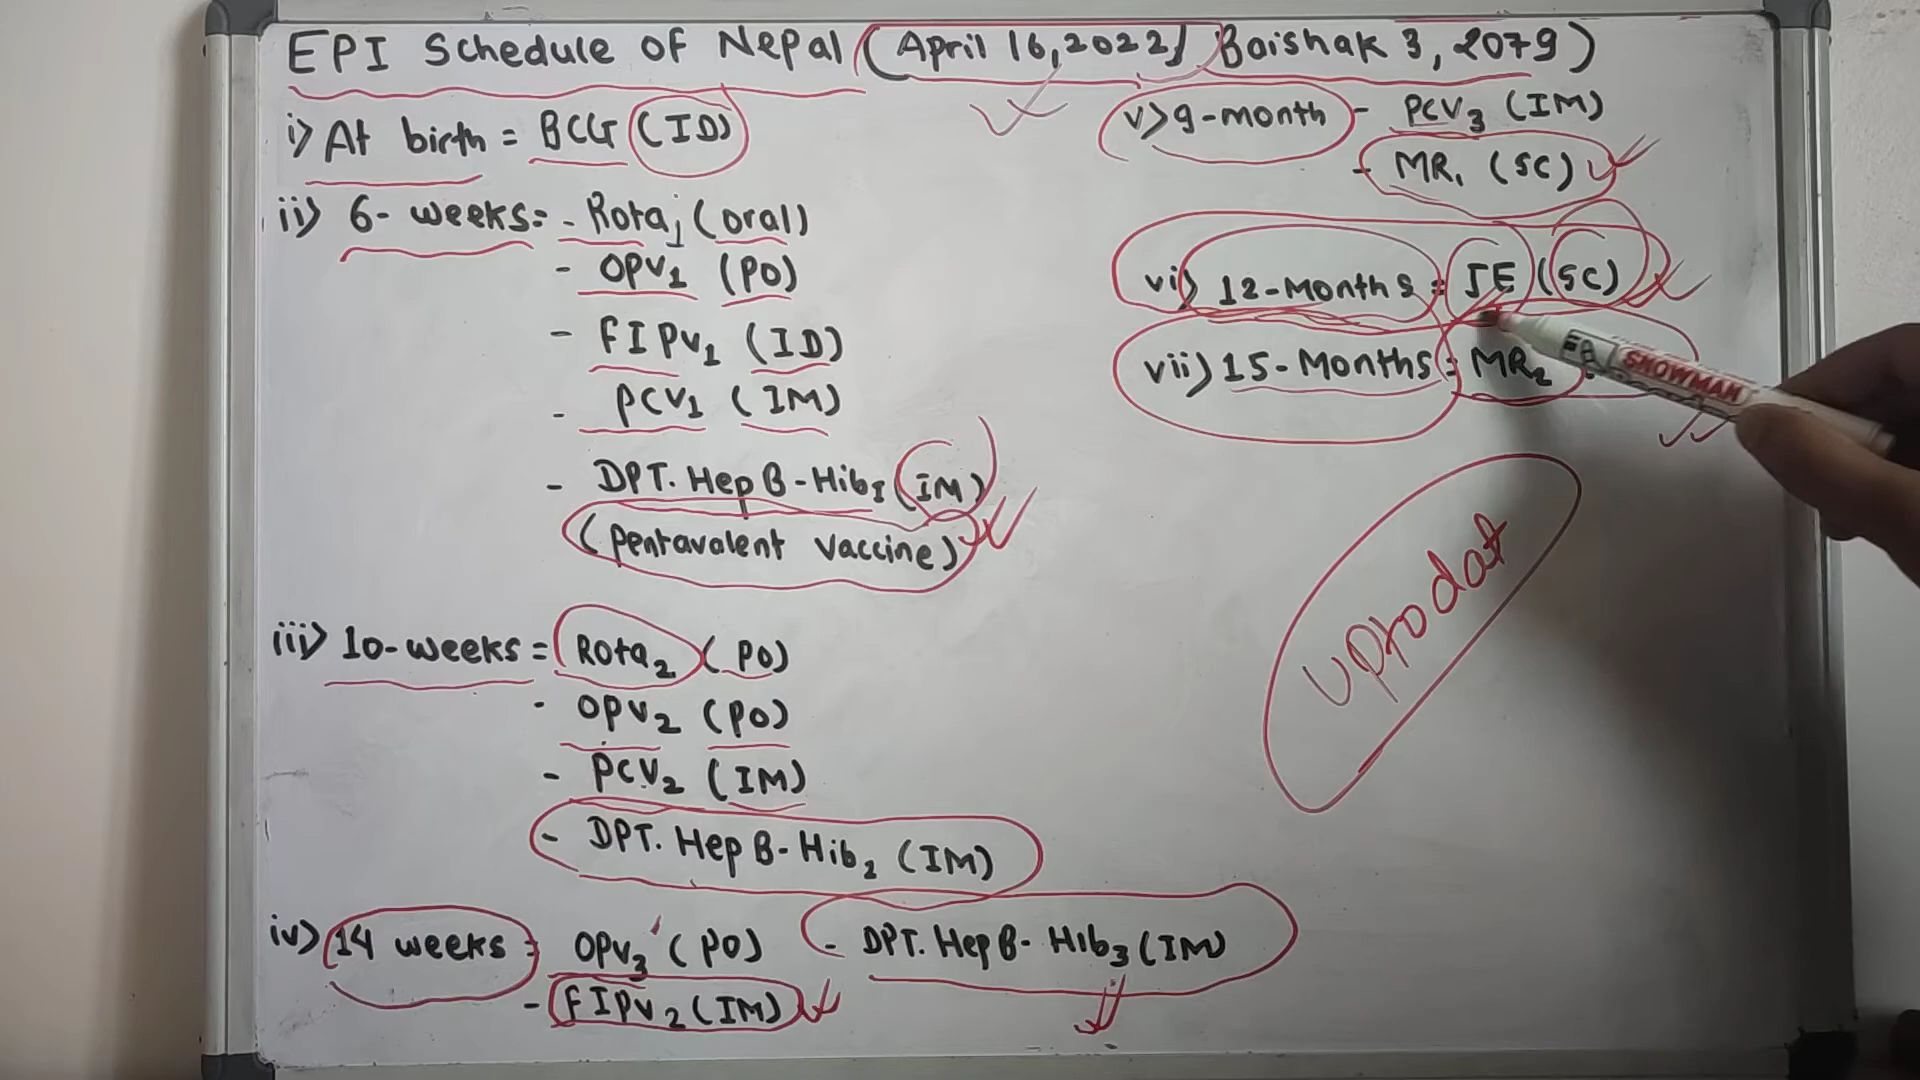 EPI Schedule of Nepal (April 16, 2022/ Baishak 3, 2079)
i) At birth = BCG (ID)
ii) 6- weeks = - Rota1 (oral)
- OPV1 (PO)
- fIPV1 (ID)
- PCV1 (IM)
- DPT. Hep B - Hib1 (IM)
(Pentavalent vaccine)
iii) 10-weeks = Rota2 (PO)
- OPV2 (PO)
- PCV2 (IM)
- DPT. Hep B- Hib2 (IM)
iv) 14 weeks = OPV3 (PO) - DPT. Hep B- Hib3 (IM)
- fIPV2 (IM)
v) 9-month - PCV3 (IM)
- MR1 (SC)
vi) 12-Months = JE (SC)
vii) 15-Months = MR2
uptodat
SNOWMAN